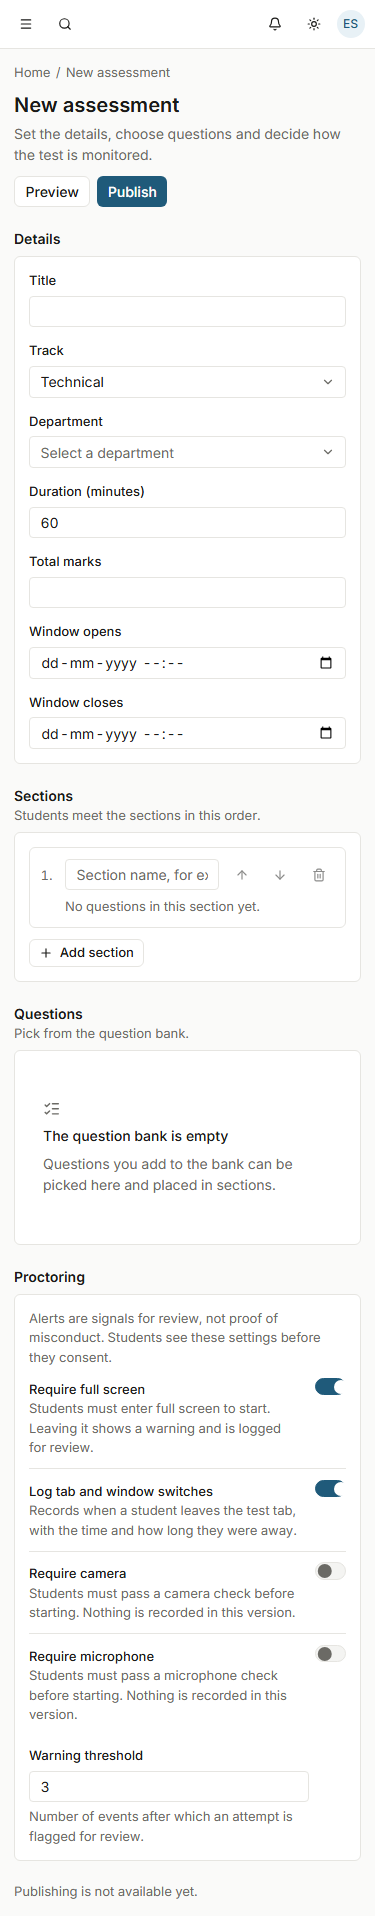 ES
Home / New assessment
New assessment
Set the details, choose questions and decide how
the test is monitored.
Preview Publish
Details
Title
Track
Technical
Department
Select a department
Duration (minutes)
60
Total marks
Window opens
dd-mm-yyyy --:--
Window closes
dd-mm-yyyy --:--
Sections
Students meet the sections in this order.
1. Section name, for ex
No questions in this section yet.
+ Add section
Questions
Pick from the question bank.
The question bank is empty
Questions you add to the bank can be
picked here and placed in sections.
Proctoring
Alerts are signals for review, not proof of
misconduct. Students see these settings before
they consent.
Require full screen
Students must enter full screen to start.
Leaving it shows a warning and is logged
for review.
Log tab and window switches
Records when a student leaves the test tab,
with the time and how long they were away.
Require camera
Students must pass a camera check before
starting. Nothing is recorded in this version.
Require microphone
Students must pass a microphone check
before starting. Nothing is recorded in this
version.
Warning threshold
3
Number of events after which an attempt is
flagged for review.
Publishing is not available yet.